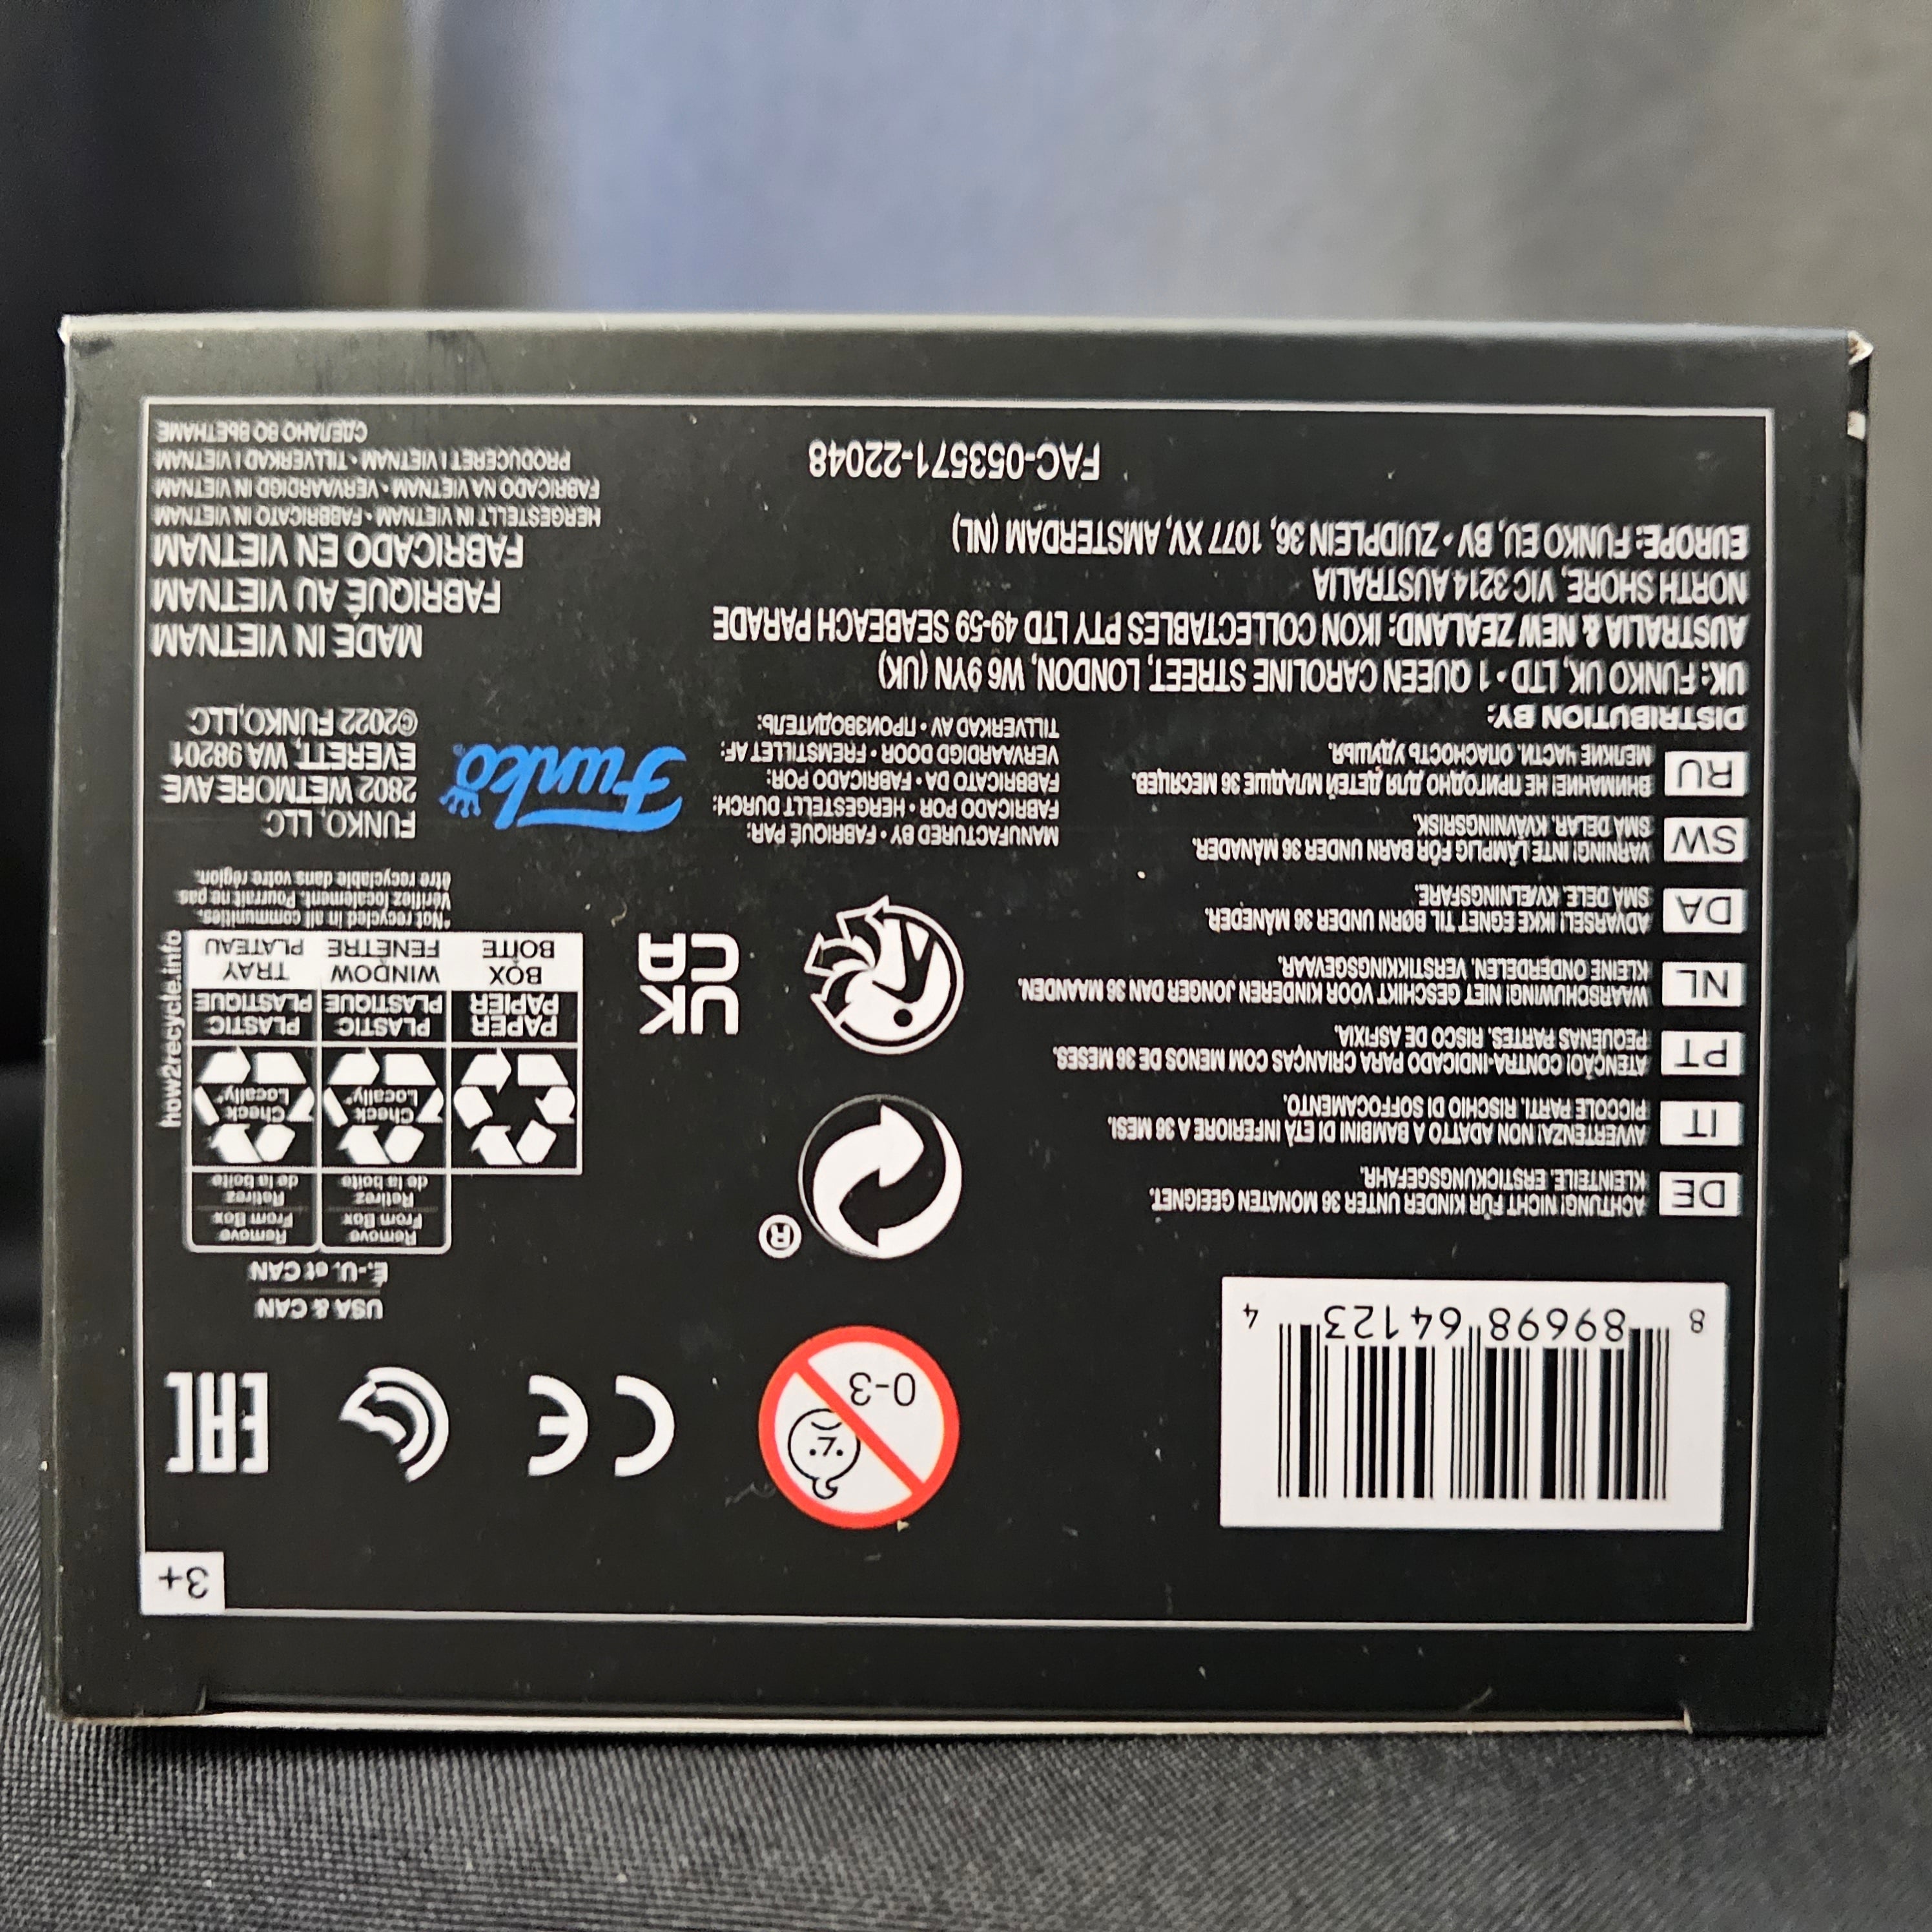 3+
8 89698 64123 4
0-3
CE
EAC
USA & CAN
É.-U. et CAN
Remove
From Box
Retirez
de la boîte
Remove
From Box
Retirez
de la boîte
Check
Locally*
Check
Locally*
PAPER
PAPIER
PLASTIC
PLASTIQUE
PLASTIC
PLASTIQUE
BOX
BOÎTE
WINDOW
FENÊTRE
TRAY
PLATEAU
how2recycle.info
*Not recycled in all communities.
Vérifiez localement. Pourrait ne pas
être recyclable dans votre région.
®
UK
CA
DE
ACHTUNG! NICHT FÜR KINDER UNTER 36 MONATEN GEEIGNET.
KLEINTEILE. ERSTICKUNGSGEFAHR.
IT
AVVERTENZA! NON ADATTO A BAMBINI DI ETÀ INFERIORE A 36 MESI.
PICCOLE PARTI. RISCHIO DI SOFFOCAMENTO.
PT
ATENÇÃO! CONTRA-INDICADO PARA CRIANÇAS COM MENOS DE 36 MESES.
PEQUENAS PARTES. RISCO DE ASFIXIA.
NL
WAARSCHUWING! NIET GESCHIKT VOOR KINDEREN JONGER DAN 36 MAANDEN.
KLEINE ONDERDELEN. VERSTIKKINGSGEVAAR.
DA
ADVARSEL! IKKE EGNET TIL BØRN UNDER 36 MÅNEDER.
SMÅ DELE. KVÆLNINGSFARE.
SW
VARNING! INTE LÄMPLIG FÖR BARN UNDER 36 MÅNADER.
SMÅ DELAR. KVÄVNINGSRISK.
RU
ВНИМАНИЕ! НЕ ПРИГОДНО ДЛЯ ДЕТЕЙ МЛАДШЕ 36 МЕСЯЦЕВ.
МЕЛКИЕ ЧАСТИ. ОПАСНОСТЬ УДУШЬЯ.
MANUFACTURED BY • FABRIQUÉ PAR:
FABRICADO POR • HERGESTELLT DURCH:
FABBRICATO DA • FABRICADO POR:
VERVAARDIGD DOOR • FREMSTILLET AF:
TILLVERKAD AV • ПРОИЗВОДИТЕЛЬ:
Funko
FUNKO, LLC
2802 WETMORE AVE
EVERETT, WA 98201
©2022 FUNKO,LLC
DISTRIBUTION BY:
UK: FUNKO UK, LTD • 1 QUEEN CAROLINE STREET, LONDON, W6 9YN (UK)
AUSTRALIA & NEW ZEALAND: IKON COLLECTABLES PTY LTD 49-59 SEABEACH PARADE
NORTH SHORE, VIC 3214 AUSTRALIA
EUROPE: FUNKO EU, BV • ZUIDPLEIN 36, 1077 XV, AMSTERDAM (NL)
MADE IN VIETNAM
FABRIQUÉ AU VIETNAM
FABRICADO EN VIETNAM
HERGESTELLT IN VIETNAM • FABBRICATO IN VIETNAM
FABRICADO NA VIETNAM • VERVAARDIGD IN VIETNAM
PRODUCERET I VIETNAM • TILLVERKAD I VIETNAM
СДЕЛАНО ВО ВЬЕТНАМЕ
FAC-053571-22048